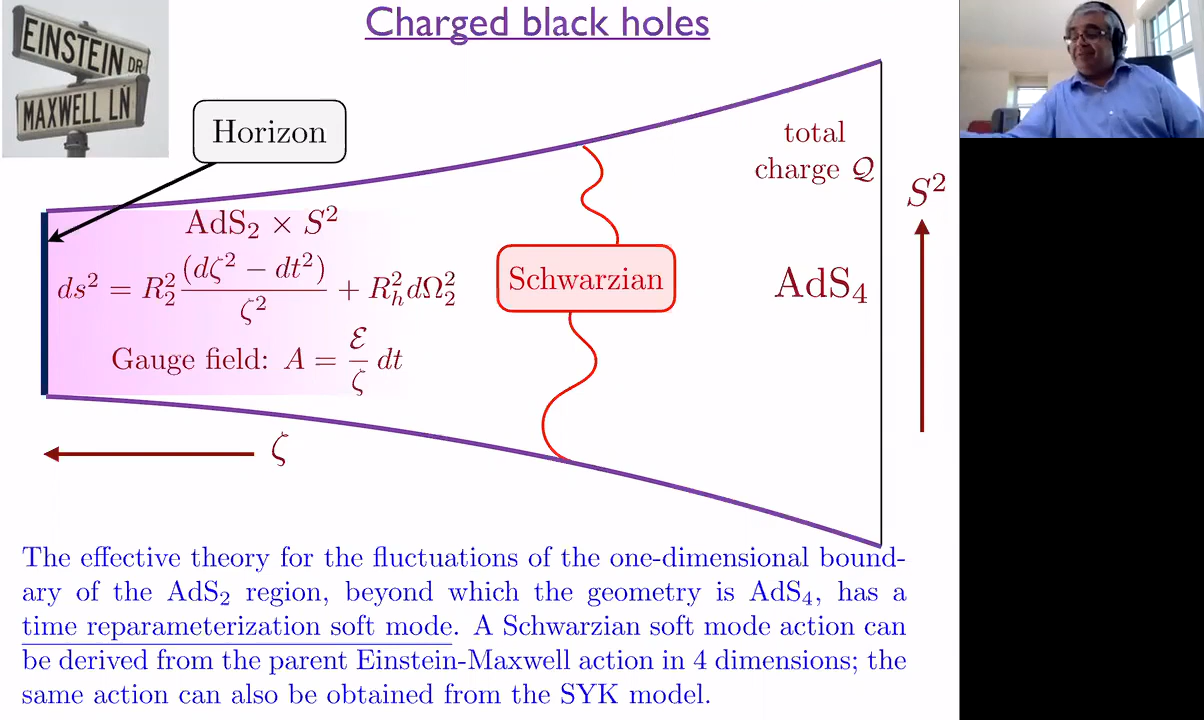 Charged black holes
EINSTEIN DR
MAXWELL LN
Horizon
total
charge 𝒬
S²
AdS₂ × S²
ds² = R₂² (dζ² − dt²)/ζ² + R_h² dΩ₂²
Schwarzian
AdS₄
Gauge field: A = ℰ/ζ dt
ζ
The effective theory for the fluctuations of the one-dimensional bound-
ary of the AdS₂ region, beyond which the geometry is AdS₄, has a
time reparameterization soft mode. A Schwarzian soft mode action can
be derived from the parent Einstein-Maxwell action in 4 dimensions; the
same action can also be obtained from the SYK model.